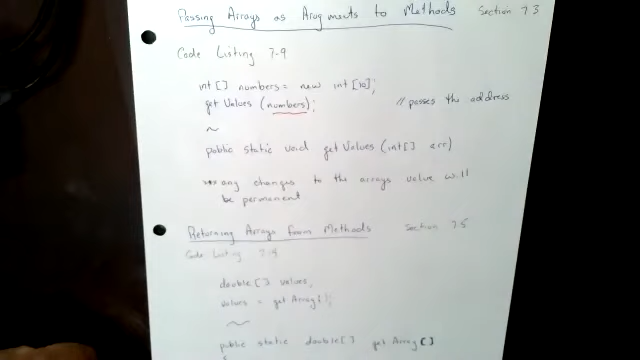 Passing Arrays as Arguments to Methods Section 7.3
Code Listing 7-9
int[] numbers = new int[10];
getValues(numbers); // passes the address
~
public static void getValues(int[] arr)
*** any changes to the arrays value will
be permanent
Returning Arrays from Methods Section 7.5
Code Listing 7-9
double[] values;
values = getArray();
~
public static double[] getArray()
{